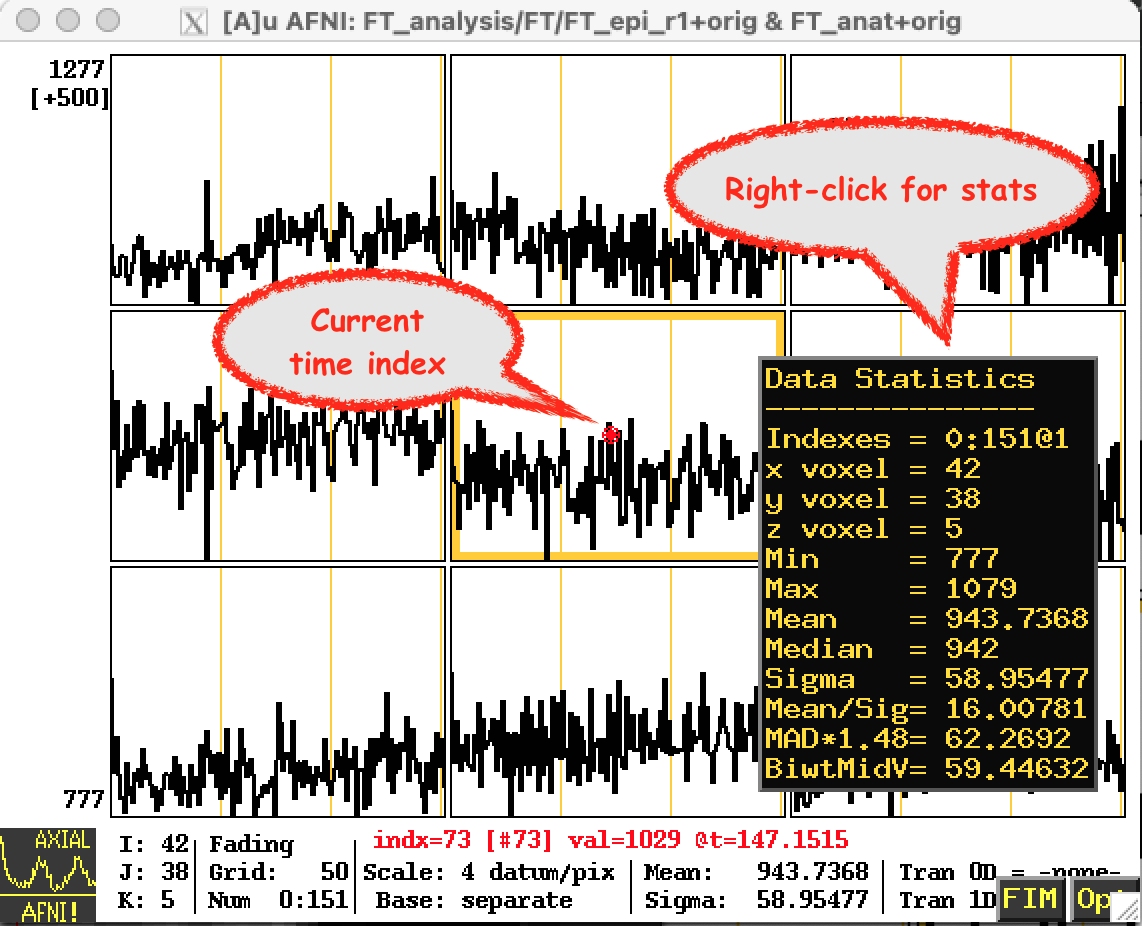 [A]u AFNI: FT_analysis/FT/FT_epi_r1+orig & FT_anat+orig
1277
[+500]
Right-click for stats
Current
time index
Data Statistics
---------------
Indexes = 0:151@1
x voxel = 42
y voxel = 38
z voxel = 5
Min = 777
Max = 1079
Mean = 943.7368
Median = 942
Sigma = 58.95477
Mean/Sig= 16.00781
MAD*1.48= 62.2692
BiwtMidV= 59.44632
777
indx=73 [#73] val=1029 @t=147.1515
AXIAL
I: 42 Fading
J: 38 Grid: 50 Scale: 4 datum/pix Mean: 943.7368 Tran 0D = -none-
K: 5 Num 0:151 Base: separate Sigma: 58.95477 Tran 1D
FIM
AFNI!